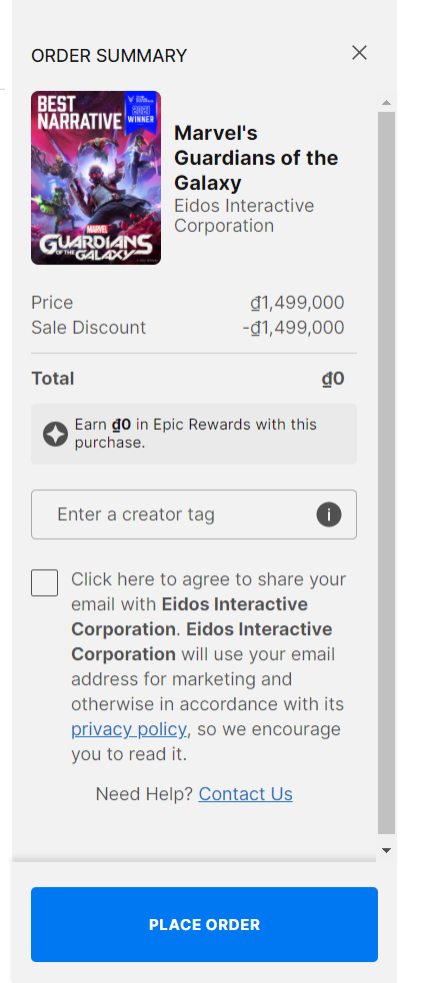 ORDER SUMMARY
BEST
NARRATIVE
WINNER
MARVEL
GUARDIANS
OF THE
GALAXY
Marvel's
Guardians of the
Galaxy
Eidos Interactive
Corporation
Price ₫1,499,000
Sale Discount -₫1,499,000
Total ₫0
Earn ₫0 in Epic Rewards with this
purchase.
Enter a creator tag
Click here to agree to share your
email with Eidos Interactive
Corporation. Eidos Interactive
Corporation will use your email
address for marketing and
otherwise in accordance with its
privacy policy, so we encourage
you to read it.
Need Help? Contact Us
PLACE ORDER